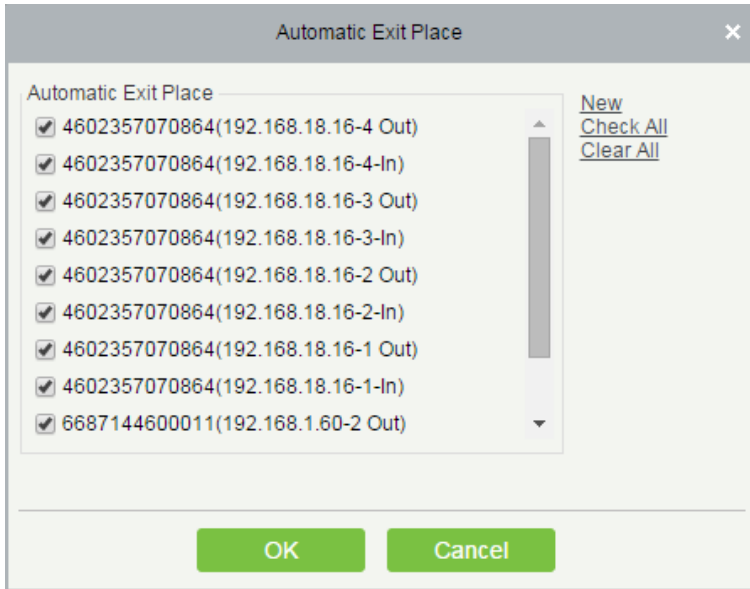 Automatic Exit Place
Automatic Exit Place
4602357070864(192.168.18.16-4 Out)
4602357070864(192.168.18.16-4-In)
4602357070864(192.168.18.16-3 Out)
4602357070864(192.168.18.16-3-In)
4602357070864(192.168.18.16-2 Out)
4602357070864(192.168.18.16-2-In)
4602357070864(192.168.18.16-1 Out)
4602357070864(192.168.18.16-1-In)
6687144600011(192.168.1.60-2 Out)
New
Check All
Clear All
OK
Cancel